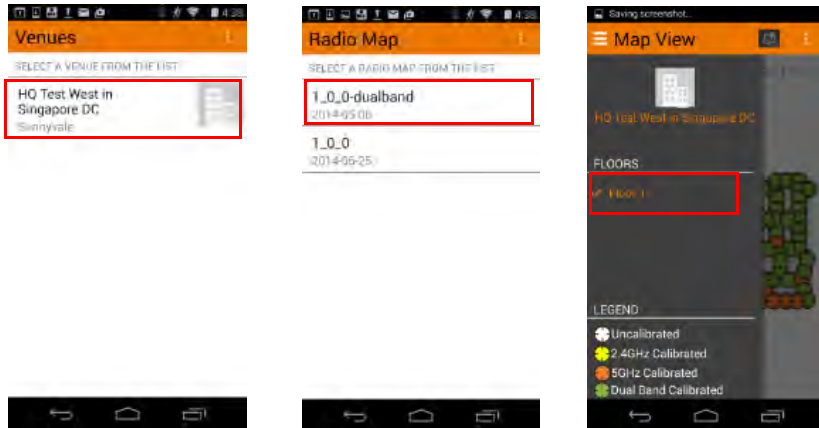 4:38
Venues
SELECT A VENUE FROM THE LIST
HQ Test West in
Singapore DC
Sunnyvale
4:38
Radio Map
SELECT A RADIO MAP FROM THE LIST
1_0_0-dualband
2014-05-06
1_0_0
2014-06-25
Saving screenshot...
Map View
HQ Test West in Singapore DC
FLOORS
Floor 1
LEGEND
Uncalibrated
2.4GHz Calibrated
5GHz Calibrated
Dual Band Calibrated